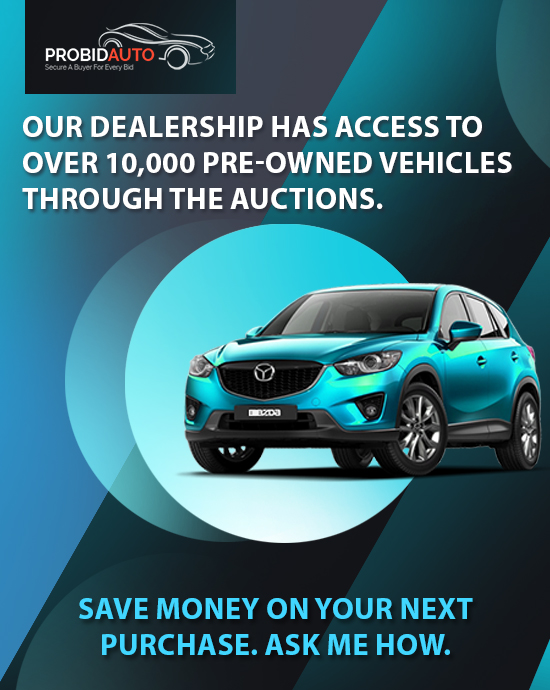 PROBIDAUTO
Secure A Buyer For Every Bid
OUR DEALERSHIP HAS ACCESS TO
OVER 10,000 PRE-OWNED VEHICLES
THROUGH THE AUCTIONS.
mazda
SAVE MONEY ON YOUR NEXT
PURCHASE. ASK ME HOW.